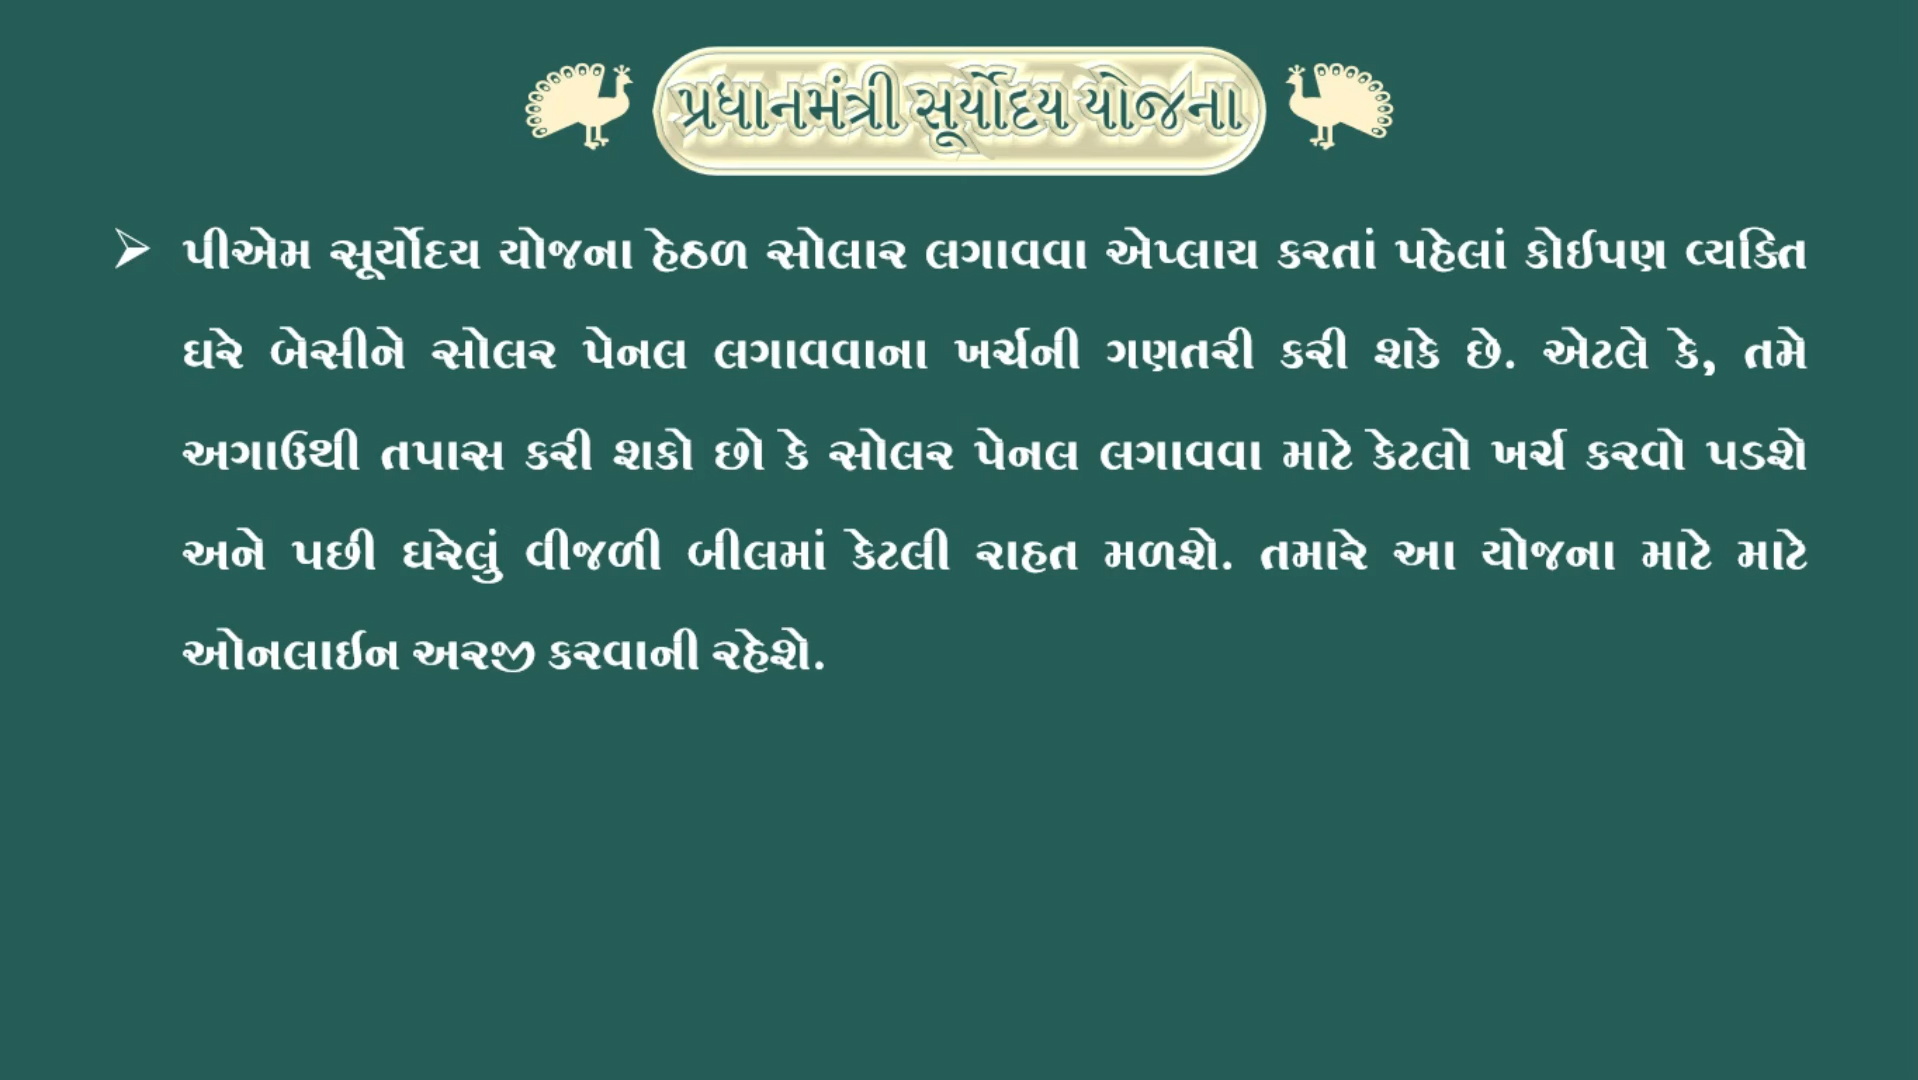 પ્રધાનમંત્રી સૂર્યોદય યોજના
➢ પીએમ સૂર્યોદય યોજના હેઠળ સોલાર લગાવવા એપ્લાય કરતાં પહેલાં કોઈપણ વ્યક્તિ
ઘરે બેસીને સોલર પેનલ લગાવવાના ખર્ચની ગણતરી કરી શકે છે. એટલે કે, તમે
અગાઉથી તપાસ કરી શકો છો કે સોલર પેનલ લગાવવા માટે કેટલો ખર્ચ કરવો પડશે
અને પછી ઘરેલું વીજળી બીલમાં કેટલી રાહત મળશે. તમારે આ યોજના માટે માટે
ઓનલાઈન અરજી કરવાની રહેશે.